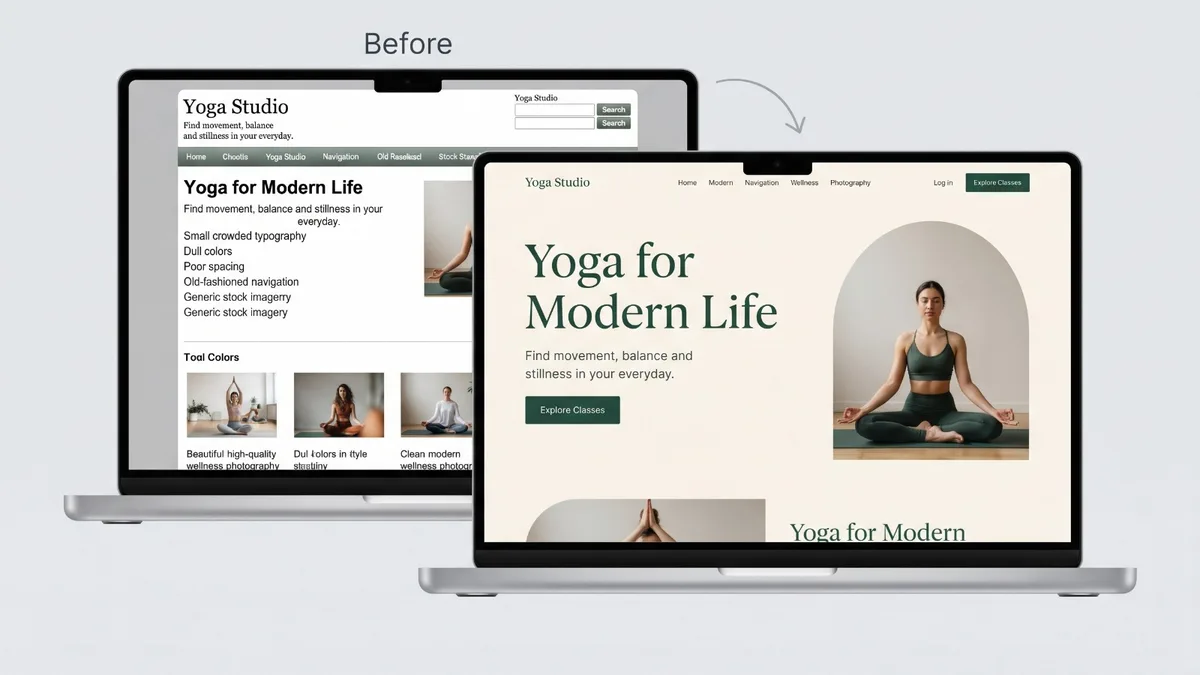 Before
Yoga Studio
Find movement, balance
and stillness in your everyday.
Yoga Studio
Search
Search
Home
Chootls
Yoga Studio
Navigation
Old
Stock
Yoga for Modern Life
Find movement, balance and stillness in your
everyday.
Small crowded typography
Dull colors
Poor spacing
Old-fashioned navigation
Generic stock imagerry
Generic stock imagery
Toal Colors
Beautiful high-quality
wellness photography
in
Clean modern
wellness
Yoga Studio
Home
Modern
Navigation
Wellness
Photography
Log in
Explore Classes
Yoga for
Modern Life
Find movement, balance and
stillness in your everyday.
Explore Classes
Yoga for Modern